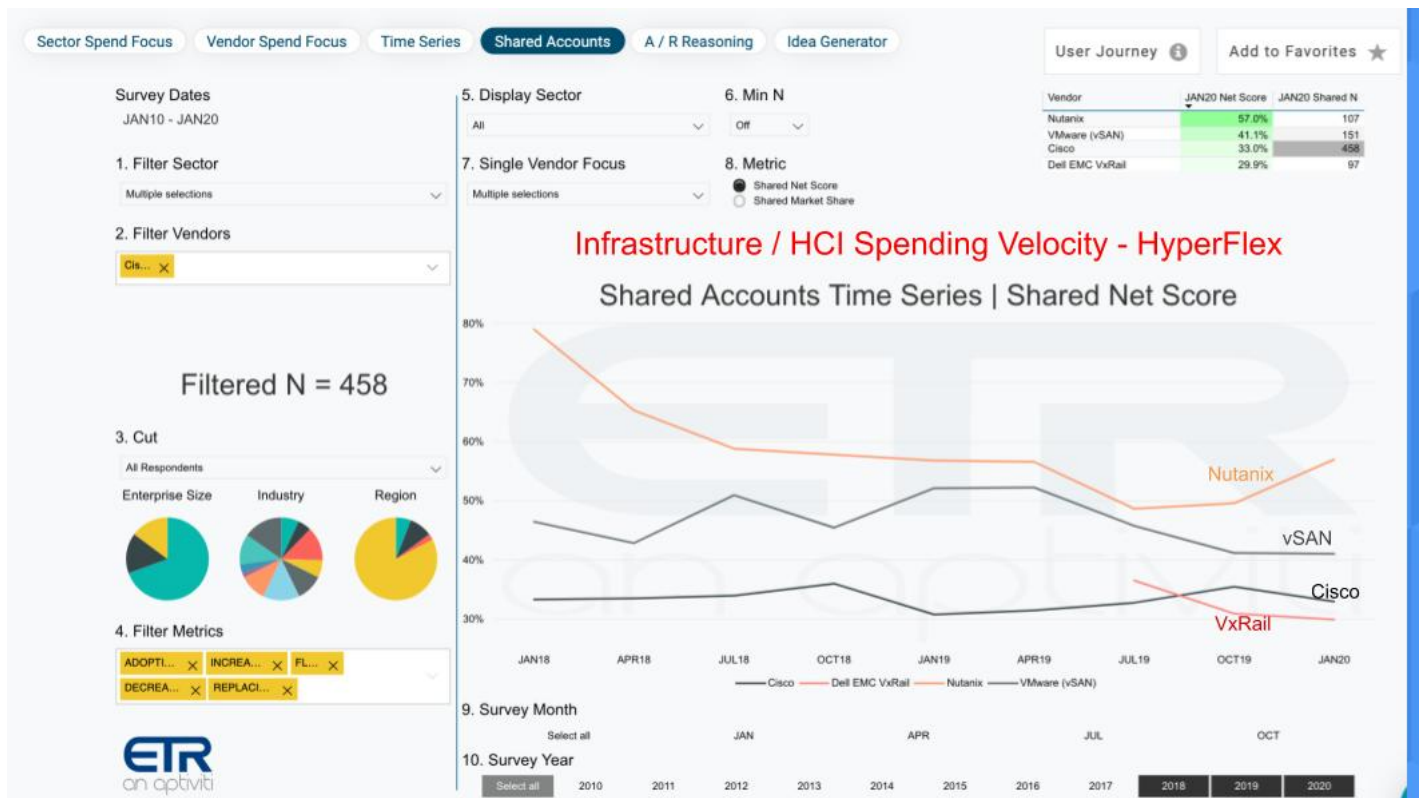 Sector Spend Focus Vendor Spend Focus Time Series Shared Accounts A / R Reasoning Idea Generator
User Journey Add to Favorites
Survey Dates
JAN10 - JAN20
1. Filter Sector
Multiple selections
2. Filter Vendors
Cis...
Filtered N = 458
3. Cut
All Respondents
Enterprise Size Industry Region
4. Filter Metrics
ADOPTI... INCREA... FL...
DECREA... REPLACI...
ETR
an aptiviti
5. Display Sector
All
6. Min N
Off
7. Single Vendor Focus
Multiple selections
8. Metric
Shared Net Score
Shared Market Share
Vendor JAN20 Net Score JAN20 Shared N
Nutanix 57.0% 107
VMware (vSAN) 41.1% 151
Cisco 33.0% 458
Dell EMC VxRail 29.9% 97
Infrastructure / HCI Spending Velocity - HyperFlex
Shared Accounts Time Series | Shared Net Score
80%
70%
60%
50%
40%
30%
ETR
an aptiviti
Nutanix
vSAN
Cisco
VxRail
JAN18 APR18 JUL18 OCT18 JAN19 APR19 JUL19 OCT19 JAN20
Cisco Dell EMC VxRail Nutanix VMware (vSAN)
9. Survey Month
Select all JAN APR JUL OCT
10. Survey Year
Select all 2010 2011 2012 2013 2014 2015 2016 2017 2018 2019 2020